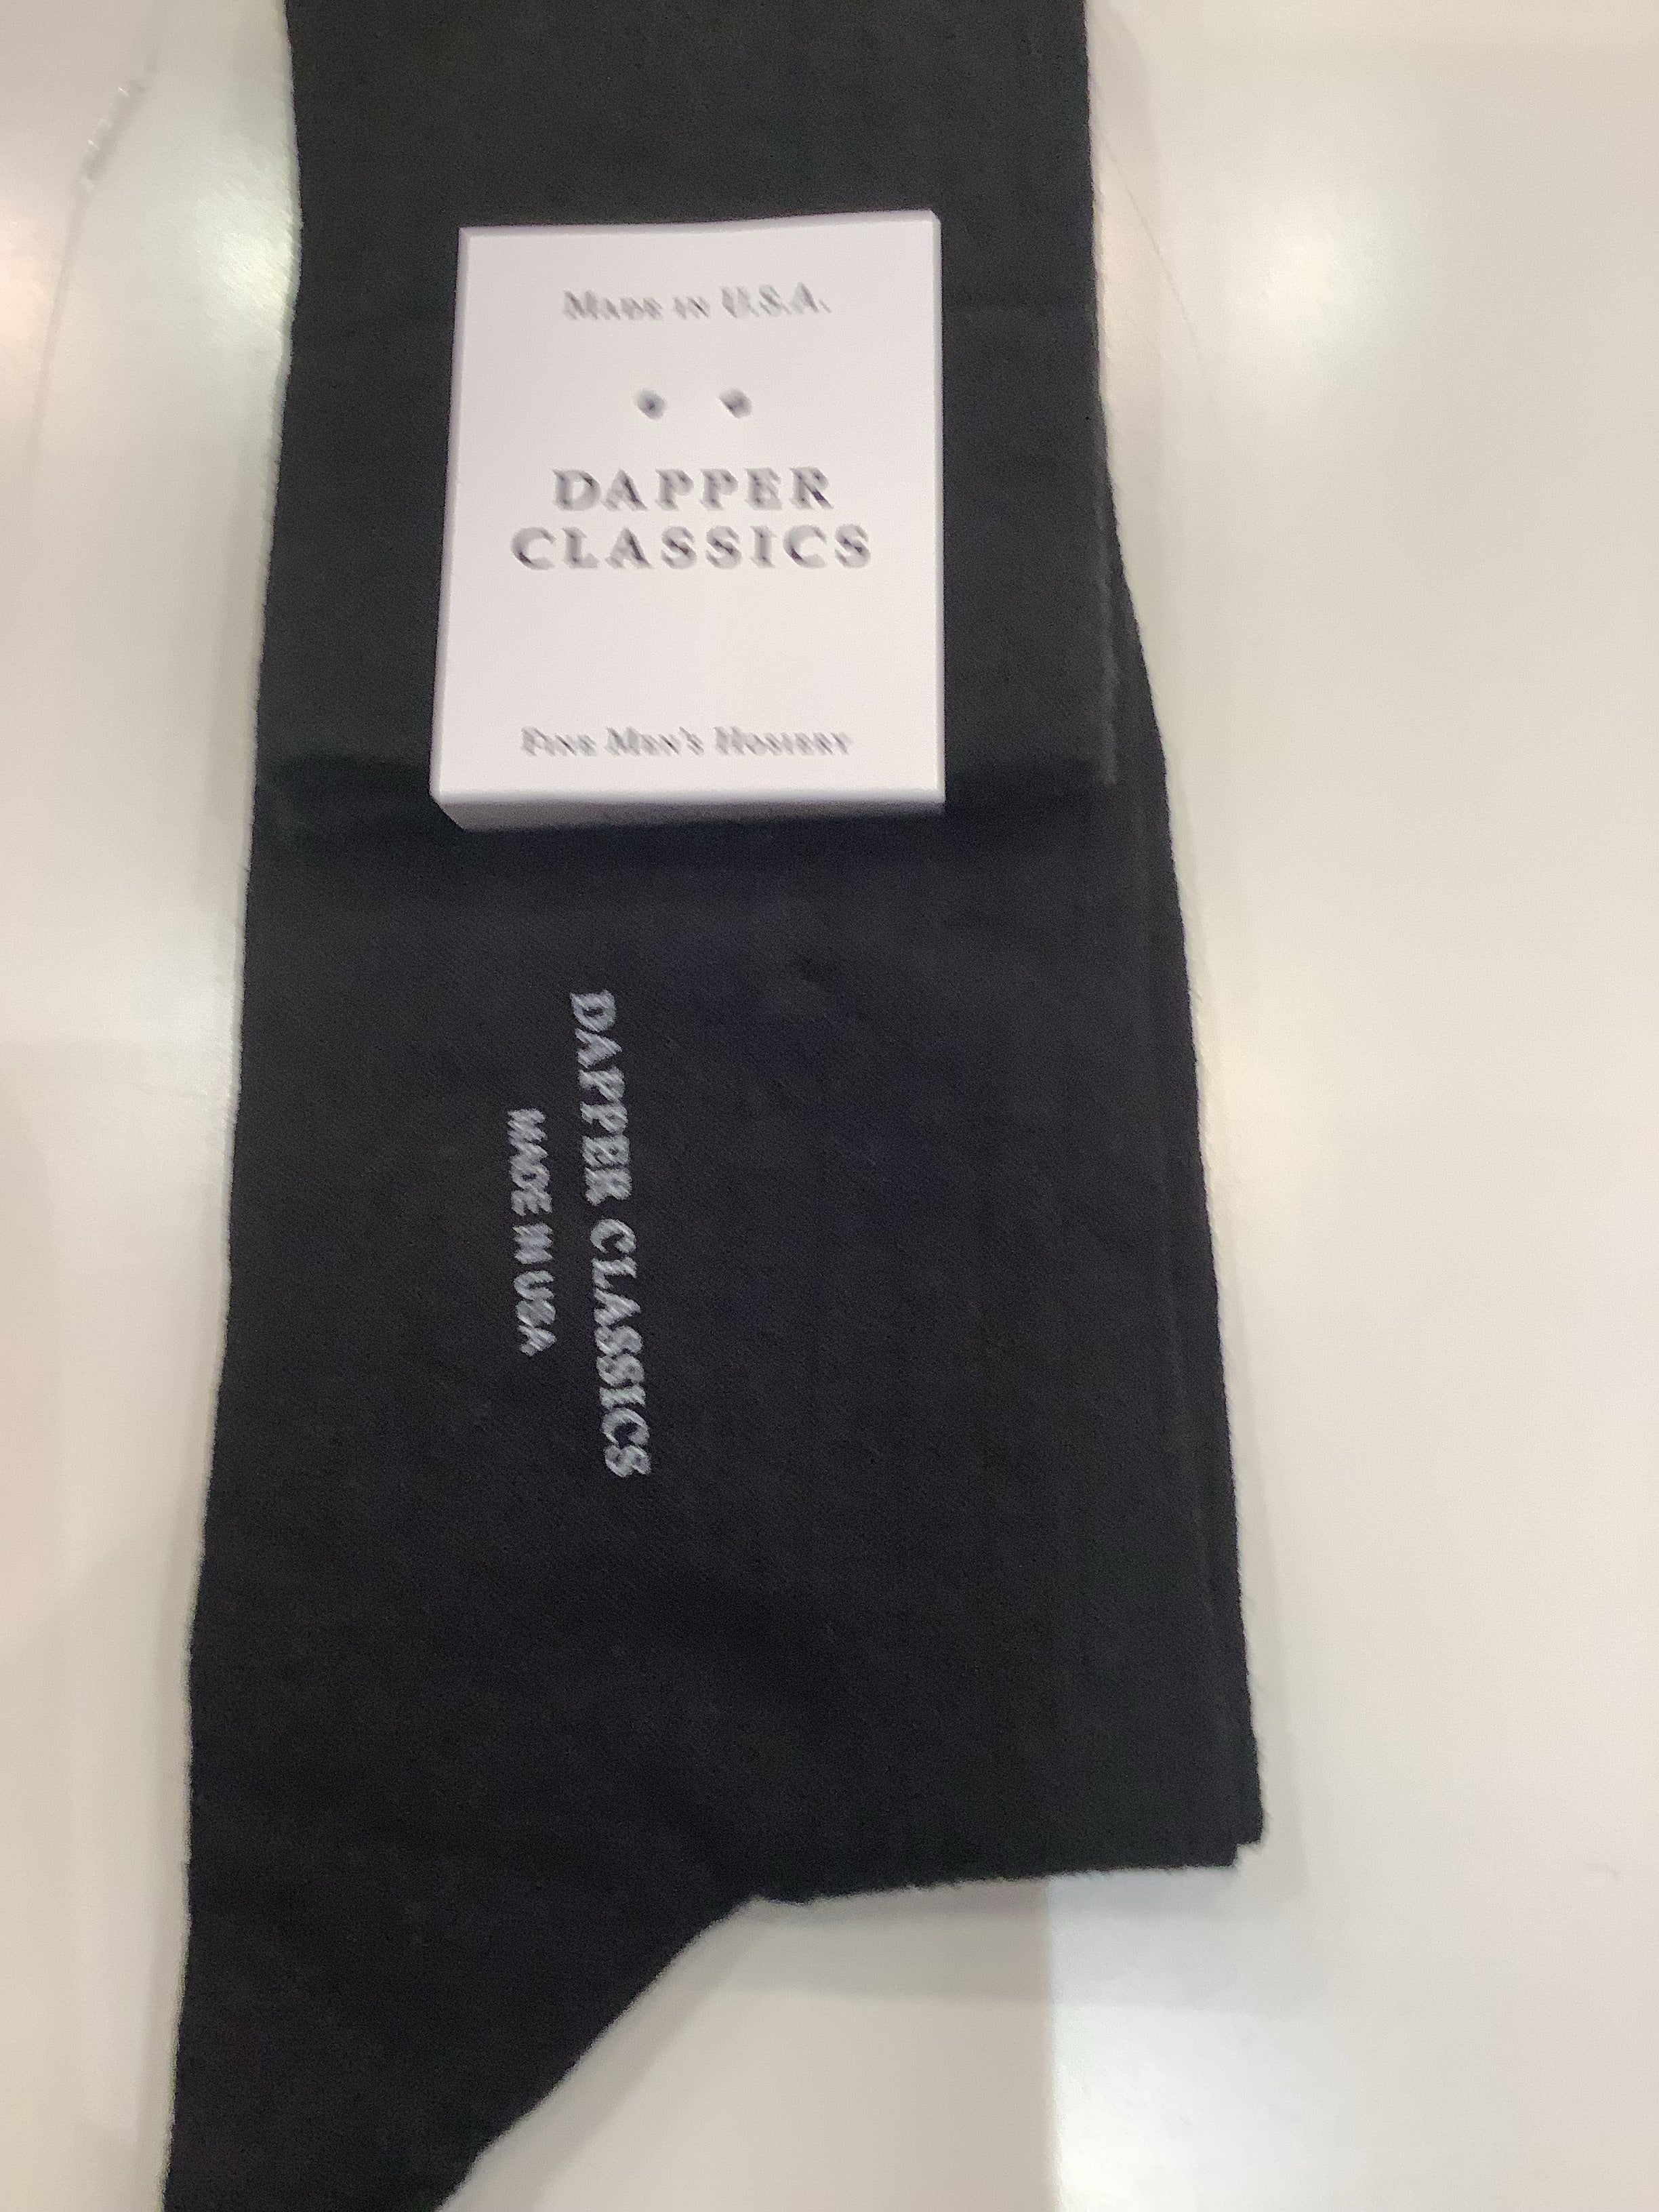 Made in U.S.A.
DAPPER
CLASSICS
Fine Men's Hosiery
DAPPER CLASSICS
MADE IN USA